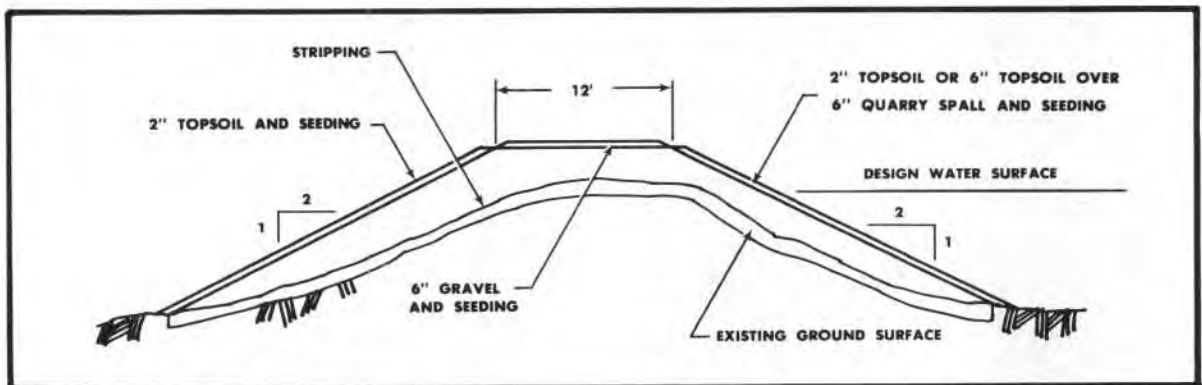 STRIPPING
12'
2'' TOPSOIL OR 6'' TOPSOIL OVER
6'' QUARRY SPALL AND SEEDING
2'' TOPSOIL AND SEEDING
DESIGN WATER SURFACE
2
1
2
1
6'' GRAVEL
AND SEEDING
EXISTING GROUND SURFACE